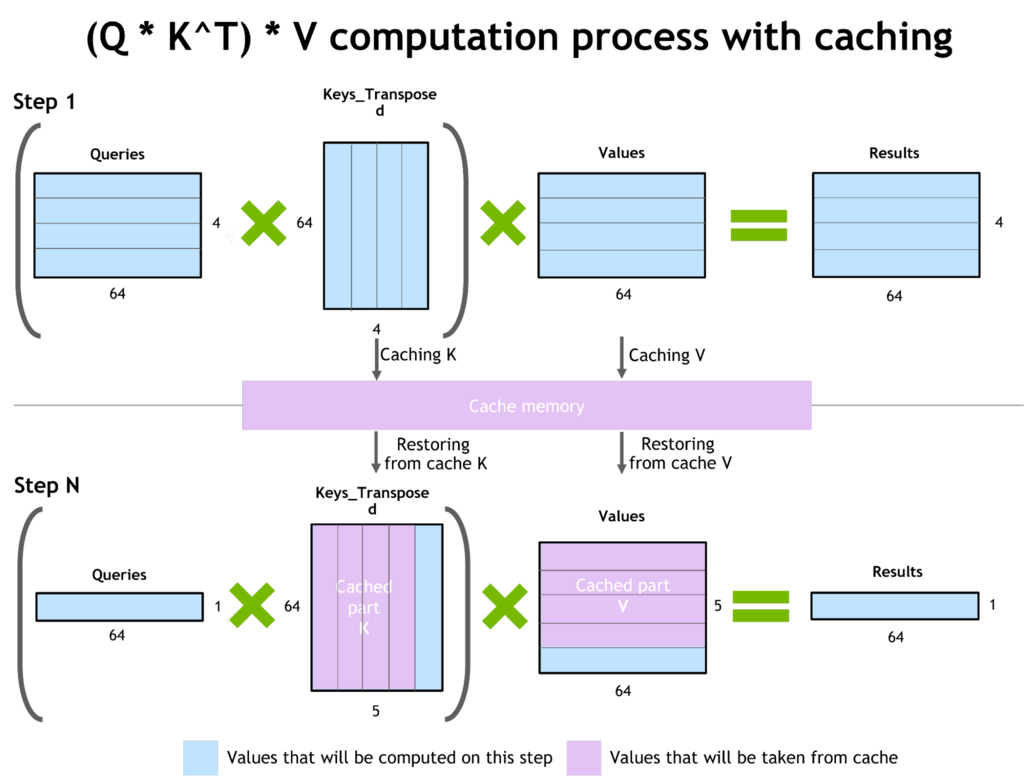 (Q * K^T) * V computation process with caching
Step 1
Keys_Transpose
d
Queries
Values
Results
4
64
4
64
64
64
4
Caching K
Caching V
Cache memory
Restoring
from cache K
Restoring
from cache V
Step N
Keys_Transpose
d
Values
Queries
Results
Cached
part
K
Cached part
V
1
64
5
1
64
64
5
64
Values that will be computed on this step
Values that will be taken from cache